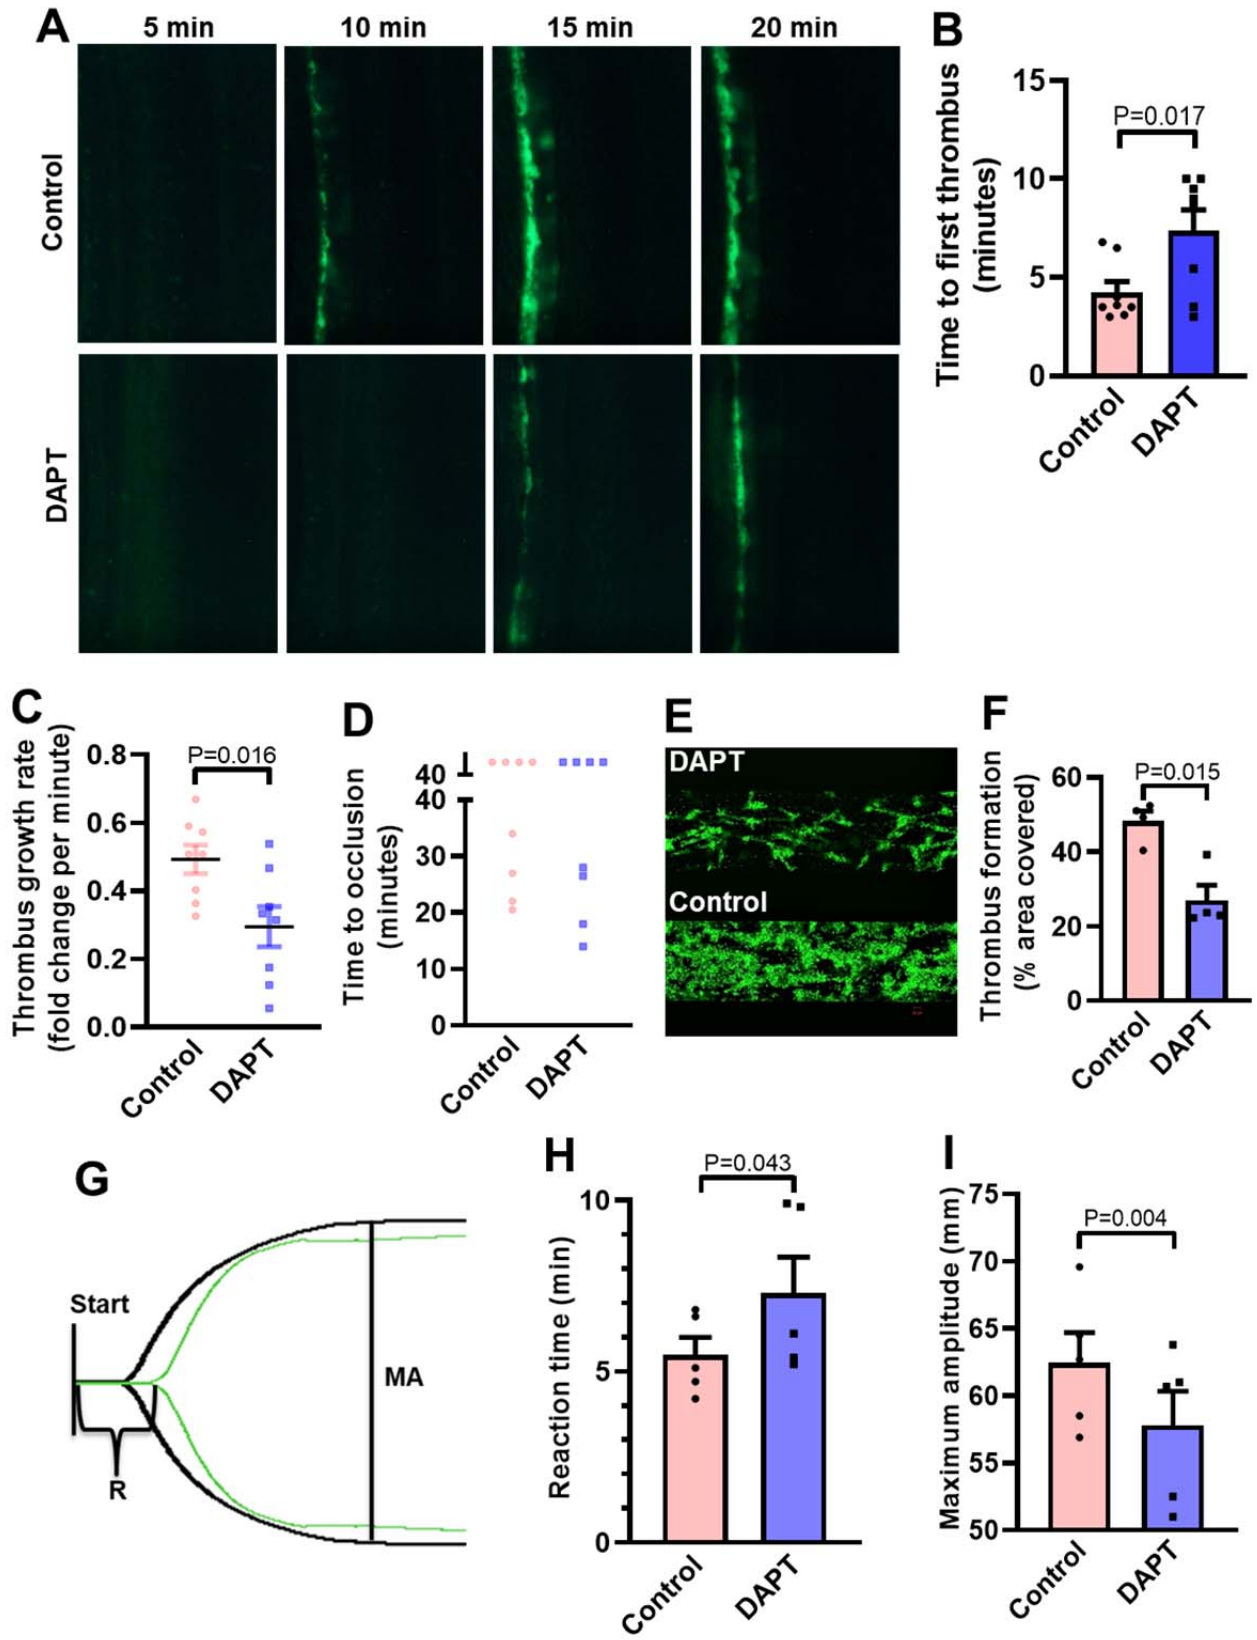 A
5 min
10 min
15 min
20 min
Control
DAPT
B
Time to first thrombus
(minutes)
15
10
5
0
P=0.017
Control
DAPT
C
Thrombus growth rate
(fold change per minute)
0.8
0.6
0.4
0.2
0.0
P=0.016
Control
DAPT
D
Time to occlusion
(minutes)
40
40
30
20
10
0
Control
DAPT
E
DAPT
Control
F
Thrombus formation
(% area covered)
60
40
20
0
P=0.015
Control
DAPT
G
Start
R
MA
H
Reaction time (min)
10
5
0
P=0.043
Control
DAPT
I
Maximum amplitude (mm)
75
70
65
60
55
50
P=0.004
Control
DAPT